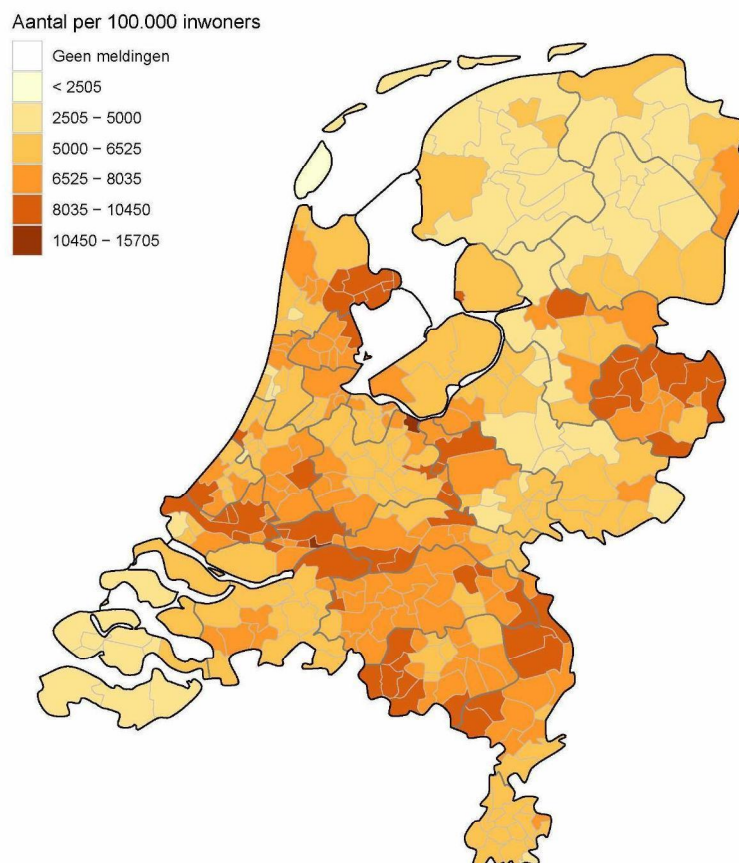 Aantal per 100.000 inwoners
Geen meldingen
< 2505
2505 – 5000
5000 – 6525
6525 – 8035
8035 – 10450
10450 – 15705